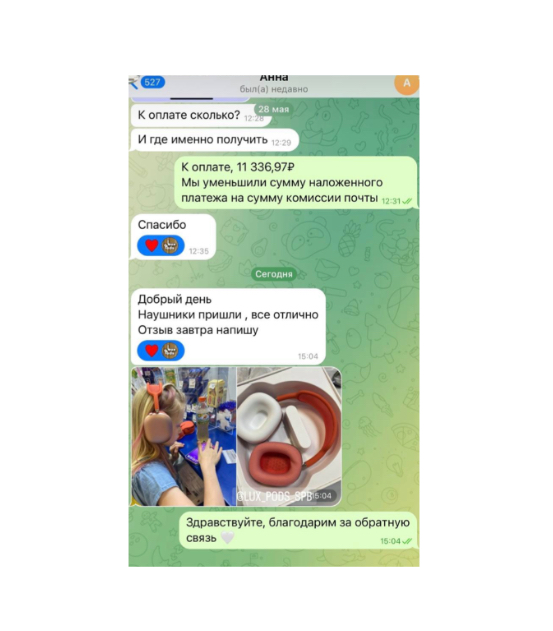 527
Анна
был(а) недавно
А
28 мая
К оплате сколько? 12:28
И где именно получить 12:29
К оплате, 11 336,97₽
Мы уменьшили сумму наложенного
платежа на сумму комиссии почты 12:31
Спасибо
12:35
Сегодня
Добрый день
Наушники пришли , все отлично
Отзыв завтра напишу
15:04
GLUX_PODS_SPB 15:04
Здравствуйте, благодарим за обратную
связь
15:04